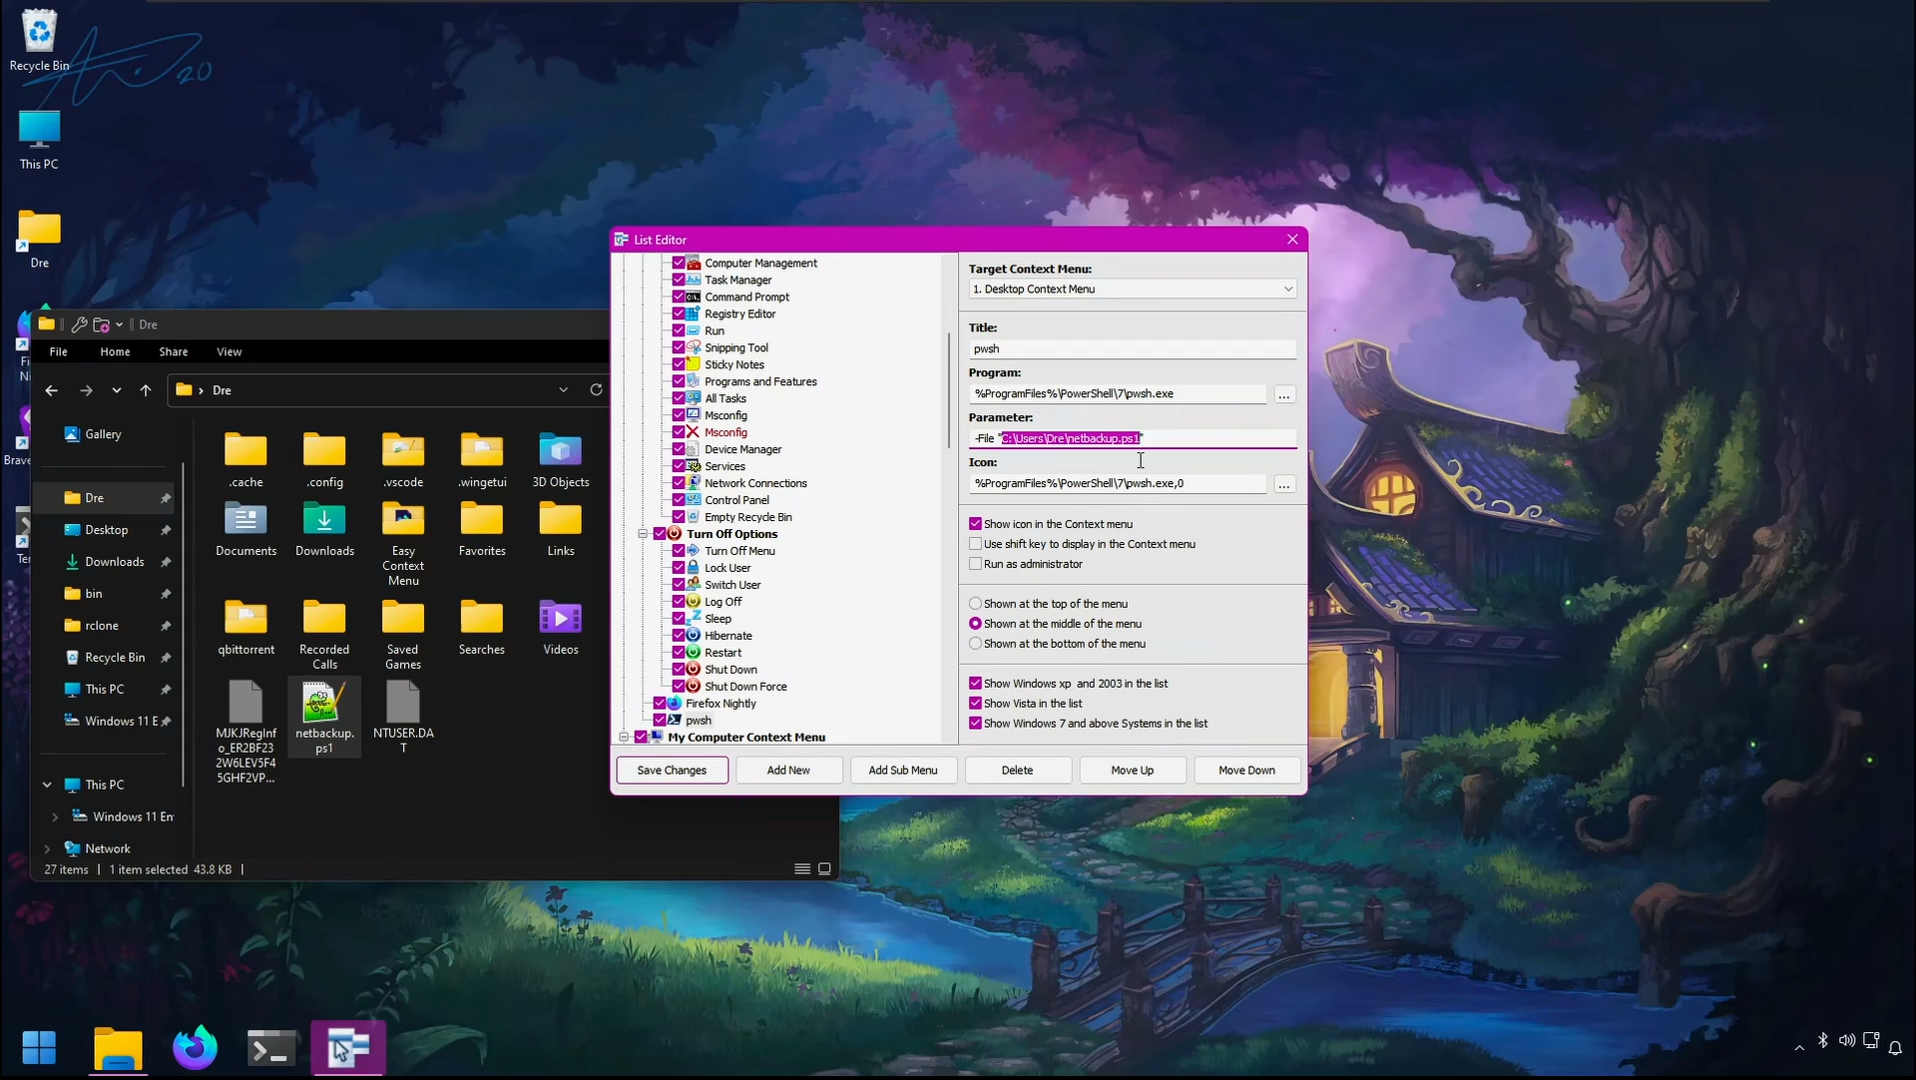 Recycle Bin
20
This PC
Dre
Dre
File
Home
Share
View
Dre
Gallery
Dre
Desktop
Downloads
bin
rclone
Recycle Bin
This PC
Windows 11 E
This PC
Windows 11 En
Network
.cache
.config
.vscode
.wingetui
3D Objects
Documents
Downloads
Easy
Context
Menu
Favorites
Links
qbittorrent
Recorded
Calls
Saved
Games
Searches
Videos
MJKJRegInf
o_ER2BF23
2W6LEV5F4
5GHF2VP...
netbackup.
ps1
NTUSER.DA
T
27 items
1 item selected 43.8 KB
List Editor
Computer Management
Task Manager
Command Prompt
Registry Editor
Run
Snipping Tool
Sticky Notes
Programs and Features
All Tasks
Msconfig
Msconfig
Device Manager
Services
Network Connections
Control Panel
Empty Recycle Bin
Turn Off Options
Turn Off Menu
Lock User
Switch User
Log Off
Sleep
Hibernate
Restart
Shut Down
Shut Down Force
Firefox Nightly
pwsh
My Computer Context Menu
Target Context Menu:
1. Desktop Context Menu
Title:
pwsh
Program:
%ProgramFiles%\PowerShell\7\pwsh.exe
...
Parameter:
-File "C:\Users\Dre\netbackup.ps1"
Icon:
%ProgramFiles%\PowerShell\7\pwsh.exe,0
...
Show icon in the Context menu
Use shift key to display in the Context menu
Run as administrator
Shown at the top of the menu
Shown at the middle of the menu
Shown at the bottom of the menu
Show Windows xp and 2003 in the list
Show Vista in the list
Show Windows 7 and above Systems in the list
Save Changes
Add New
Add Sub Menu
Delete
Move Up
Move Down